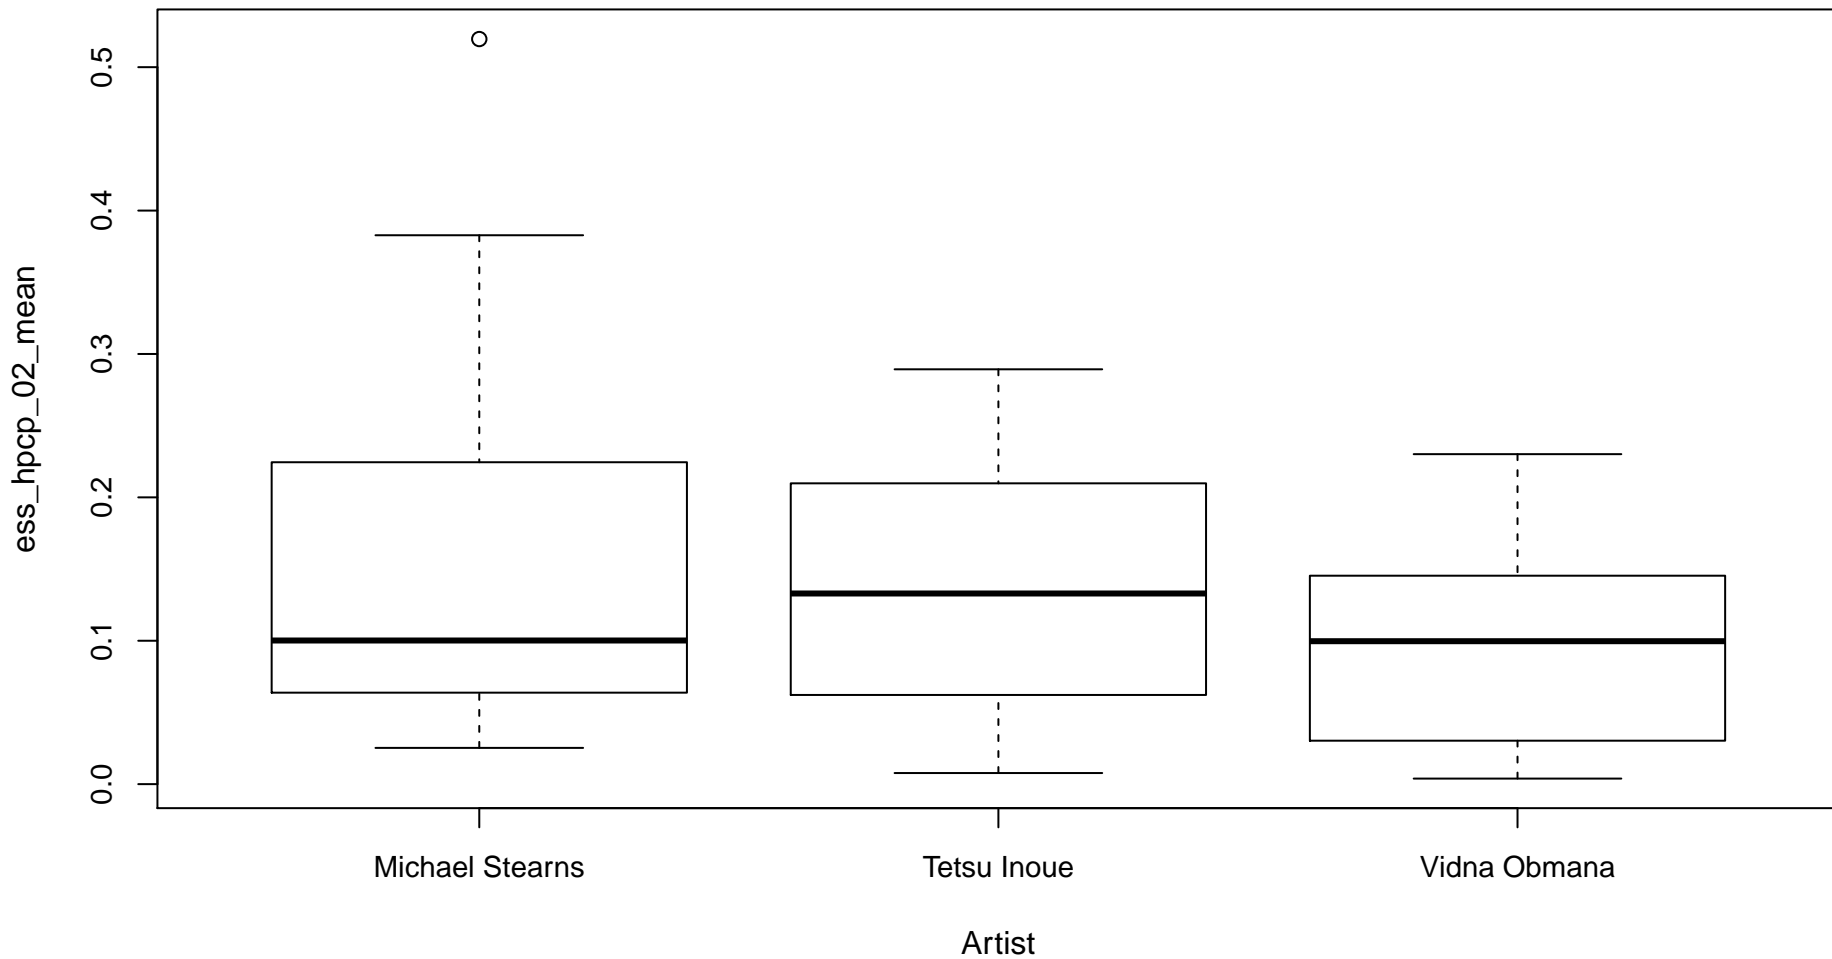 ess_hpcp_02_mean
0.5
0.4
0.3
0.2
0.1
0.0
Michael Stearns
Tetsu Inoue
Vidna Obmana
Artist